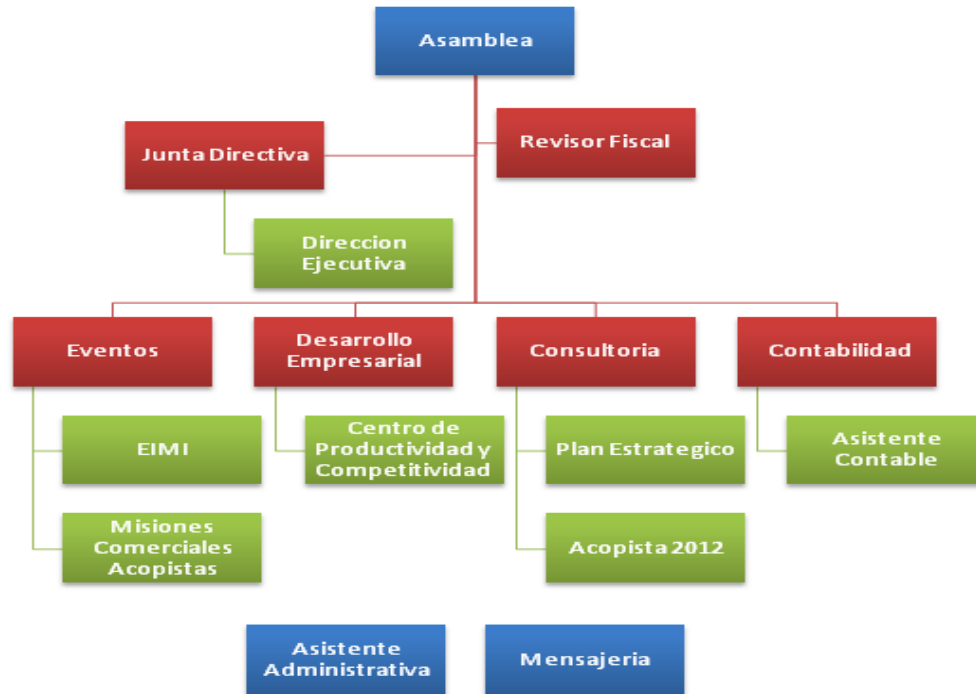 Asamblea
Revisor Fiscal
Junta Directiva
Direccion
Ejecutiva
Eventos
Desarrollo
Empresarial
Consultoria
Contabilidad
EIMI
Centro de
Productividad y
Competitividad
Plan Estrategico
Asistente
Contable
Misiones
Comerciales
Acopistas
Acopista 2012
Asistente
Administrativa
Mensajeria